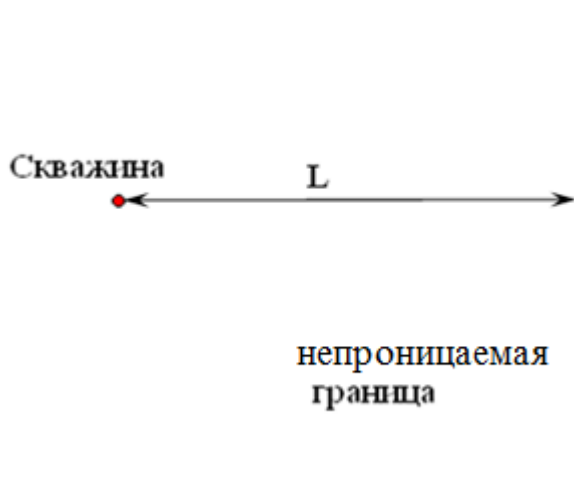 Скважина
L
непроницаемая
граница